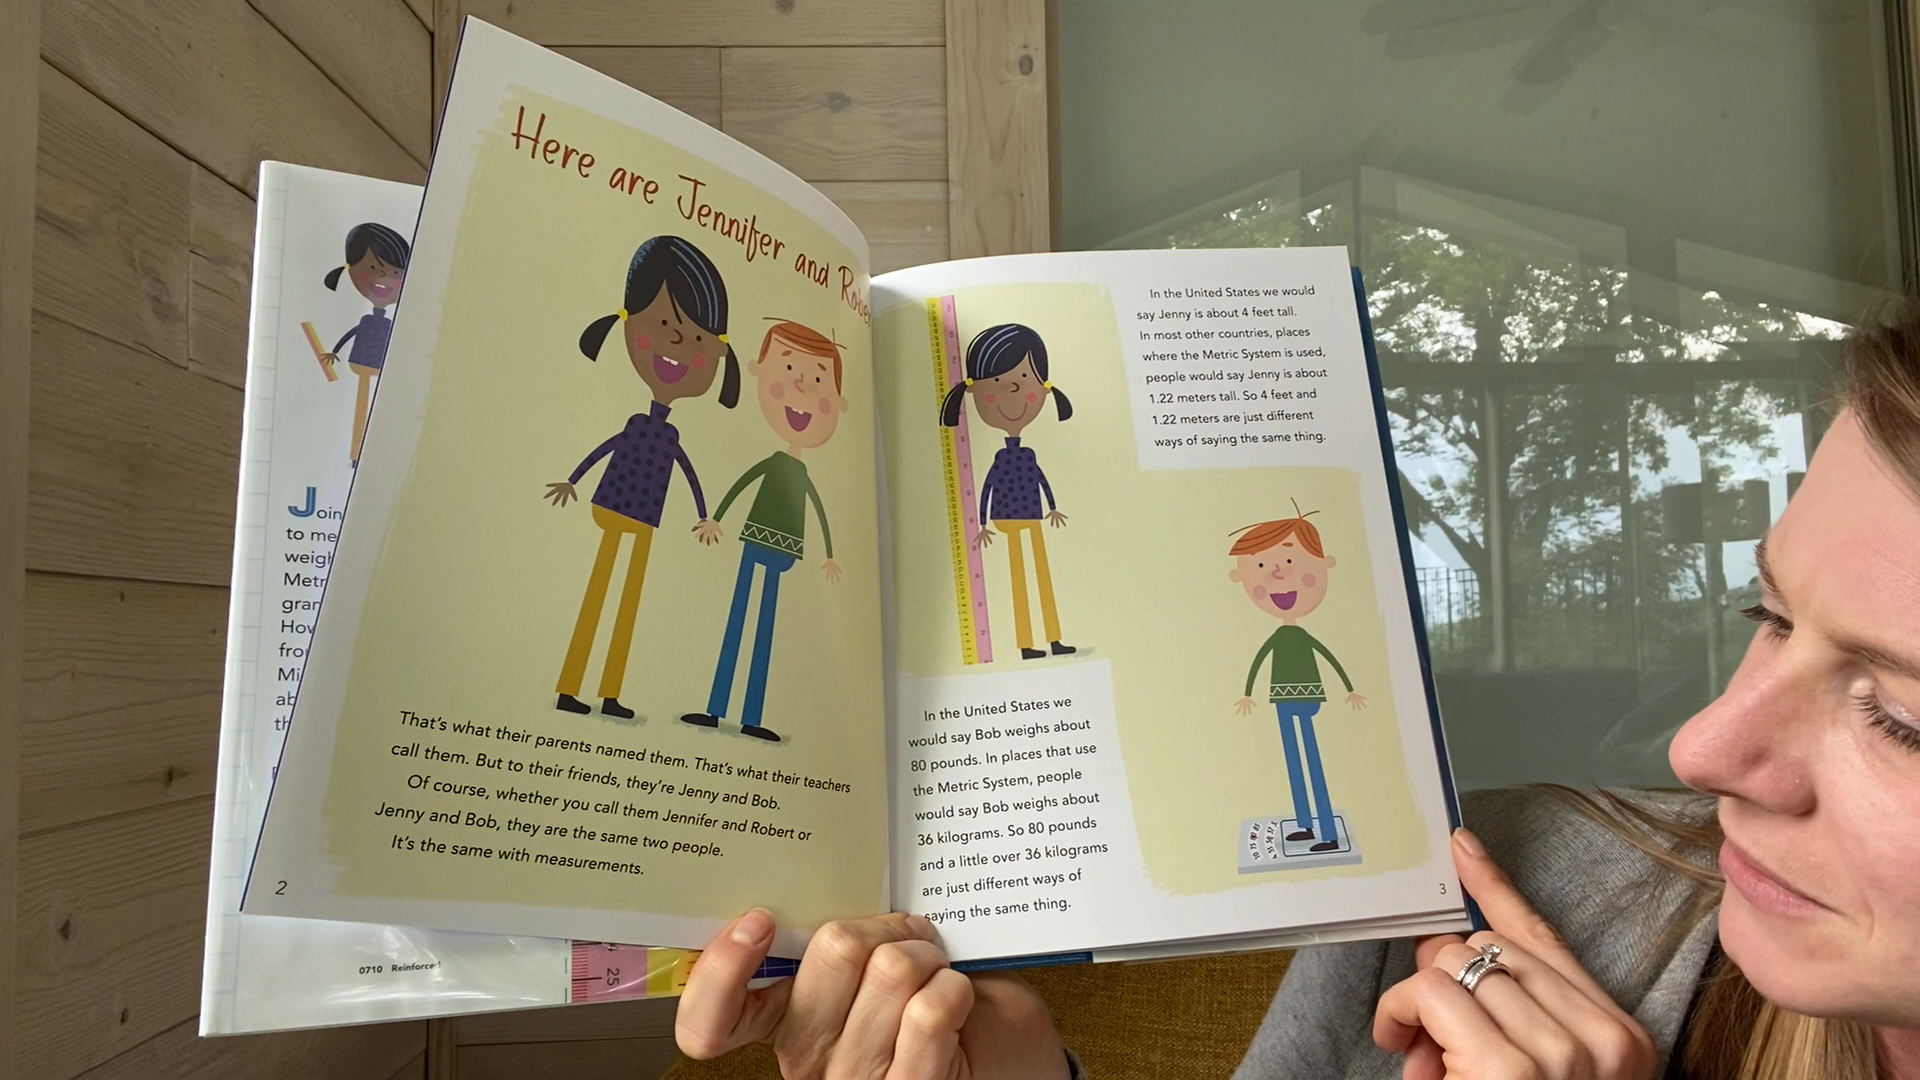 Here are Jennifer and Rober
That's what their parents named them. That's what their teachers
call them. But to their friends, they're Jenny and Bob.
Of course, whether you call them Jennifer and Robert or
Jenny and Bob, they are the same two people.
It's the same with measurements.
2
In the United States we would
say Jenny is about 4 feet tall.
In most other countries, places
where the Metric System is used,
people would say Jenny is about
1.22 meters tall. So 4 feet and
1.22 meters are just different
ways of saying the same thing.
In the United States we
would say Bob weighs about
80 pounds. In places that use
the Metric System, people
would say Bob weighs about
36 kilograms. So 80 pounds
and a little over 36 kilograms
are just different ways of
saying the same thing.
3
Join
to me
weigh
Metr
gran
How
from
Mi
ab
th
0710 Reinforced
25